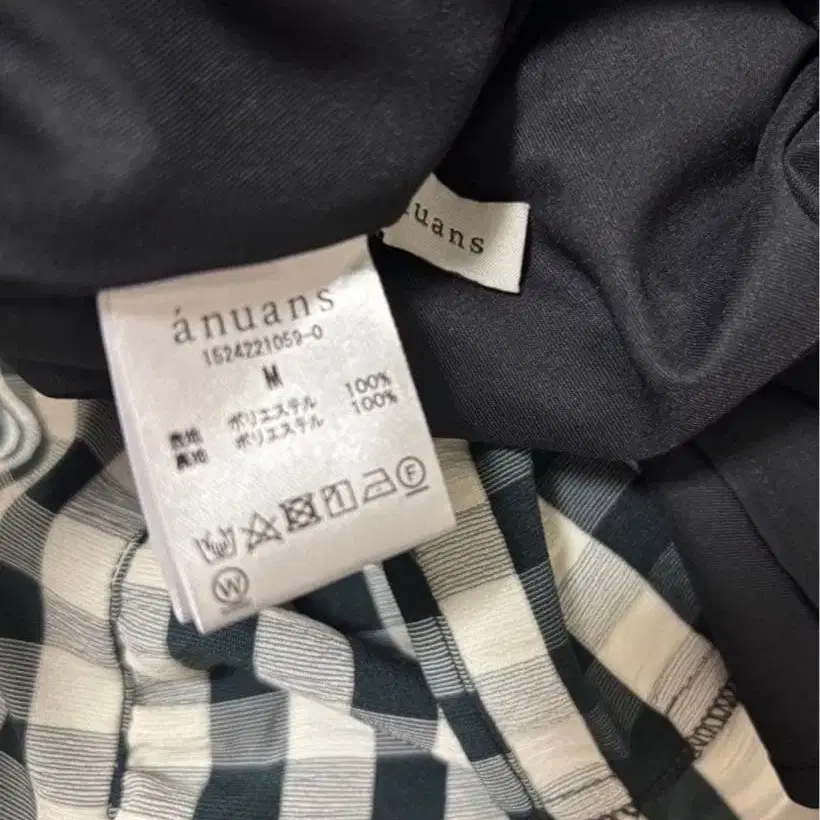 uans
ánuans
1524221059-0
M
表地 ポリエステル 100%
裏地 ポリエステル 100%
F
W